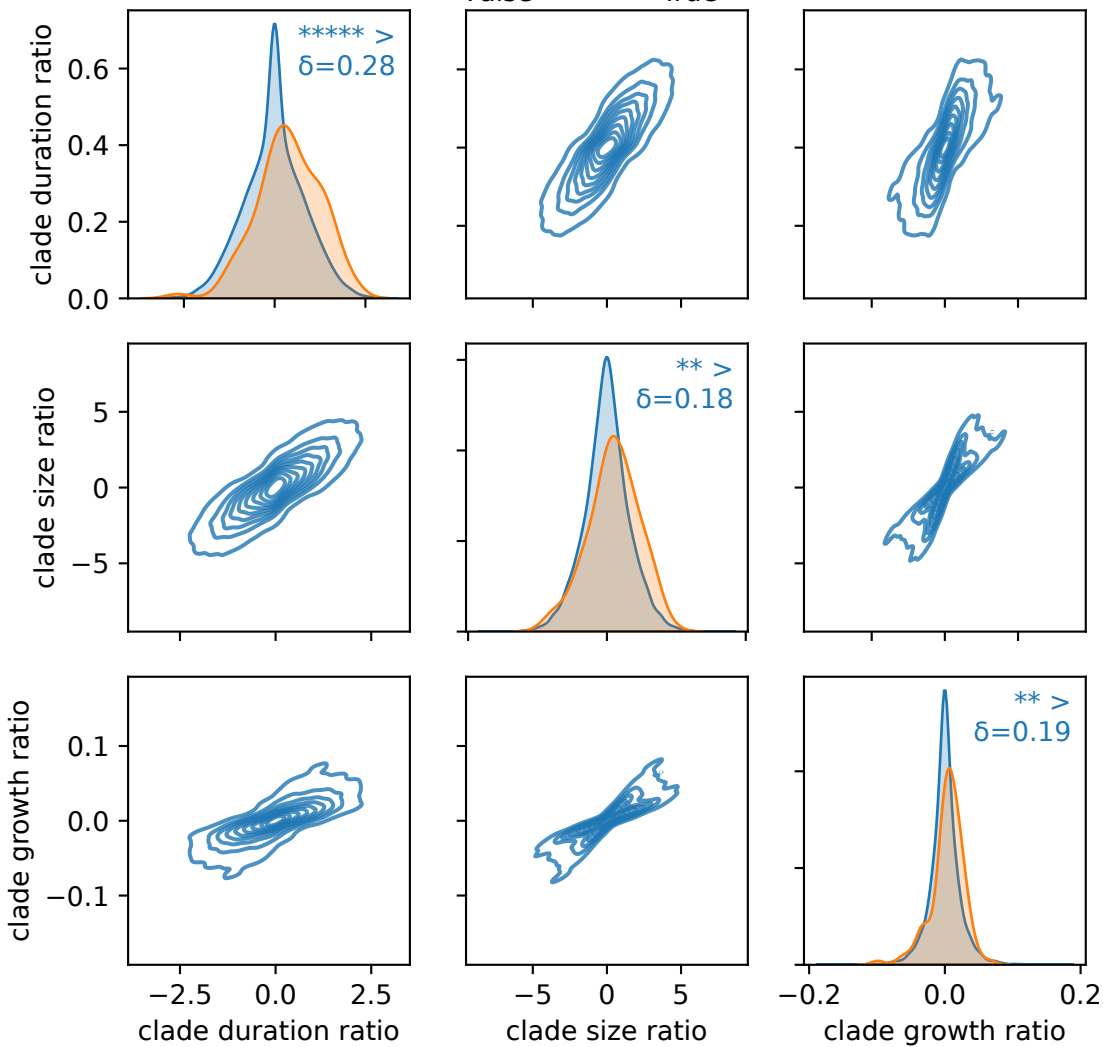 ***** >
δ=0.28
clade duration ratio
0.6
0.4
0.2
0.0
** >
δ=0.18
clade size ratio
5
0
−5
** >
δ=0.19
clade growth ratio
0.1
0.0
−0.1
−2.5 0.0 2.5
−5 0 5
−0.2 0.0 0.2
clade duration ratio
clade size ratio
clade growth ratio